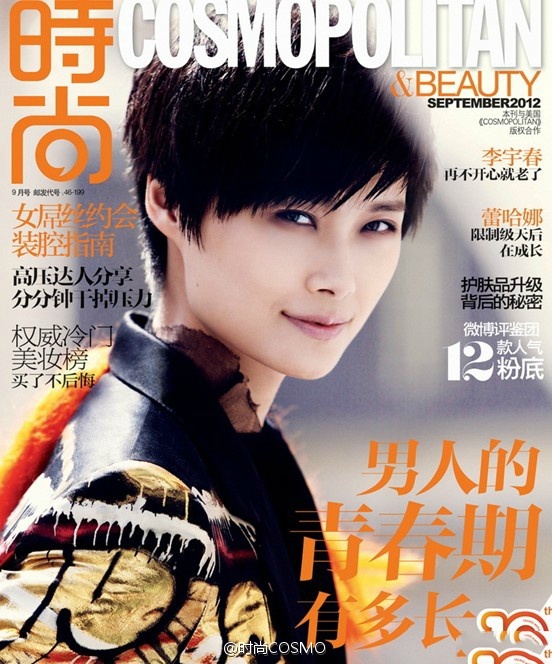 時尚
COSMOPOLITAN
&BEAUTY
SEPTEMBER2012
本刊与美国
《COSMOPOLITAN》
版权合作
9月号 邮发代号.46-199
李宇春
再不开心就老了
女屌丝约会
装腔指南
蕾哈娜
限制级天后
在成长
高压达人分享
分分钟干掉压力
护肤品升级
背后的秘密
权威冷门
美妆榜
买了不后悔
微博评鉴团
12款人气
粉底
男人的
青春期
有多长
@时尚COSMO